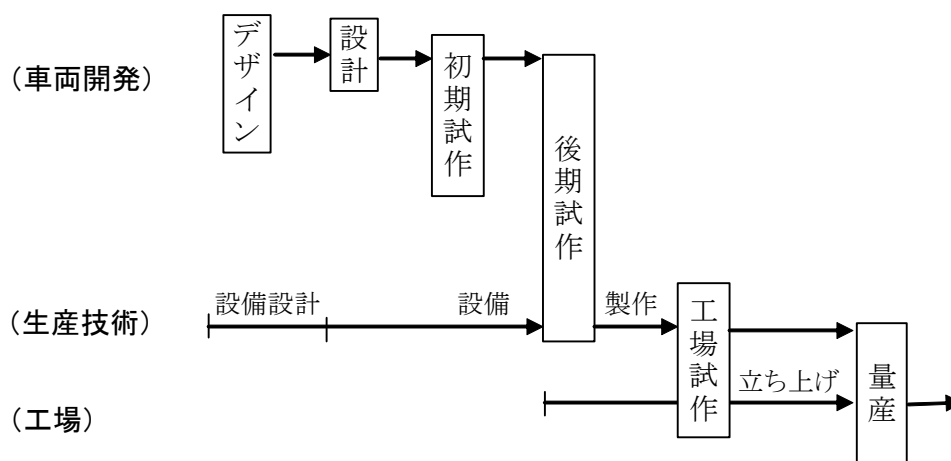 (車両開発)
デザイン
設計
初期試作
後期試作
(生産技術)
設備設計
設備
製作
工場試作
(工場)
立ち上げ
量産